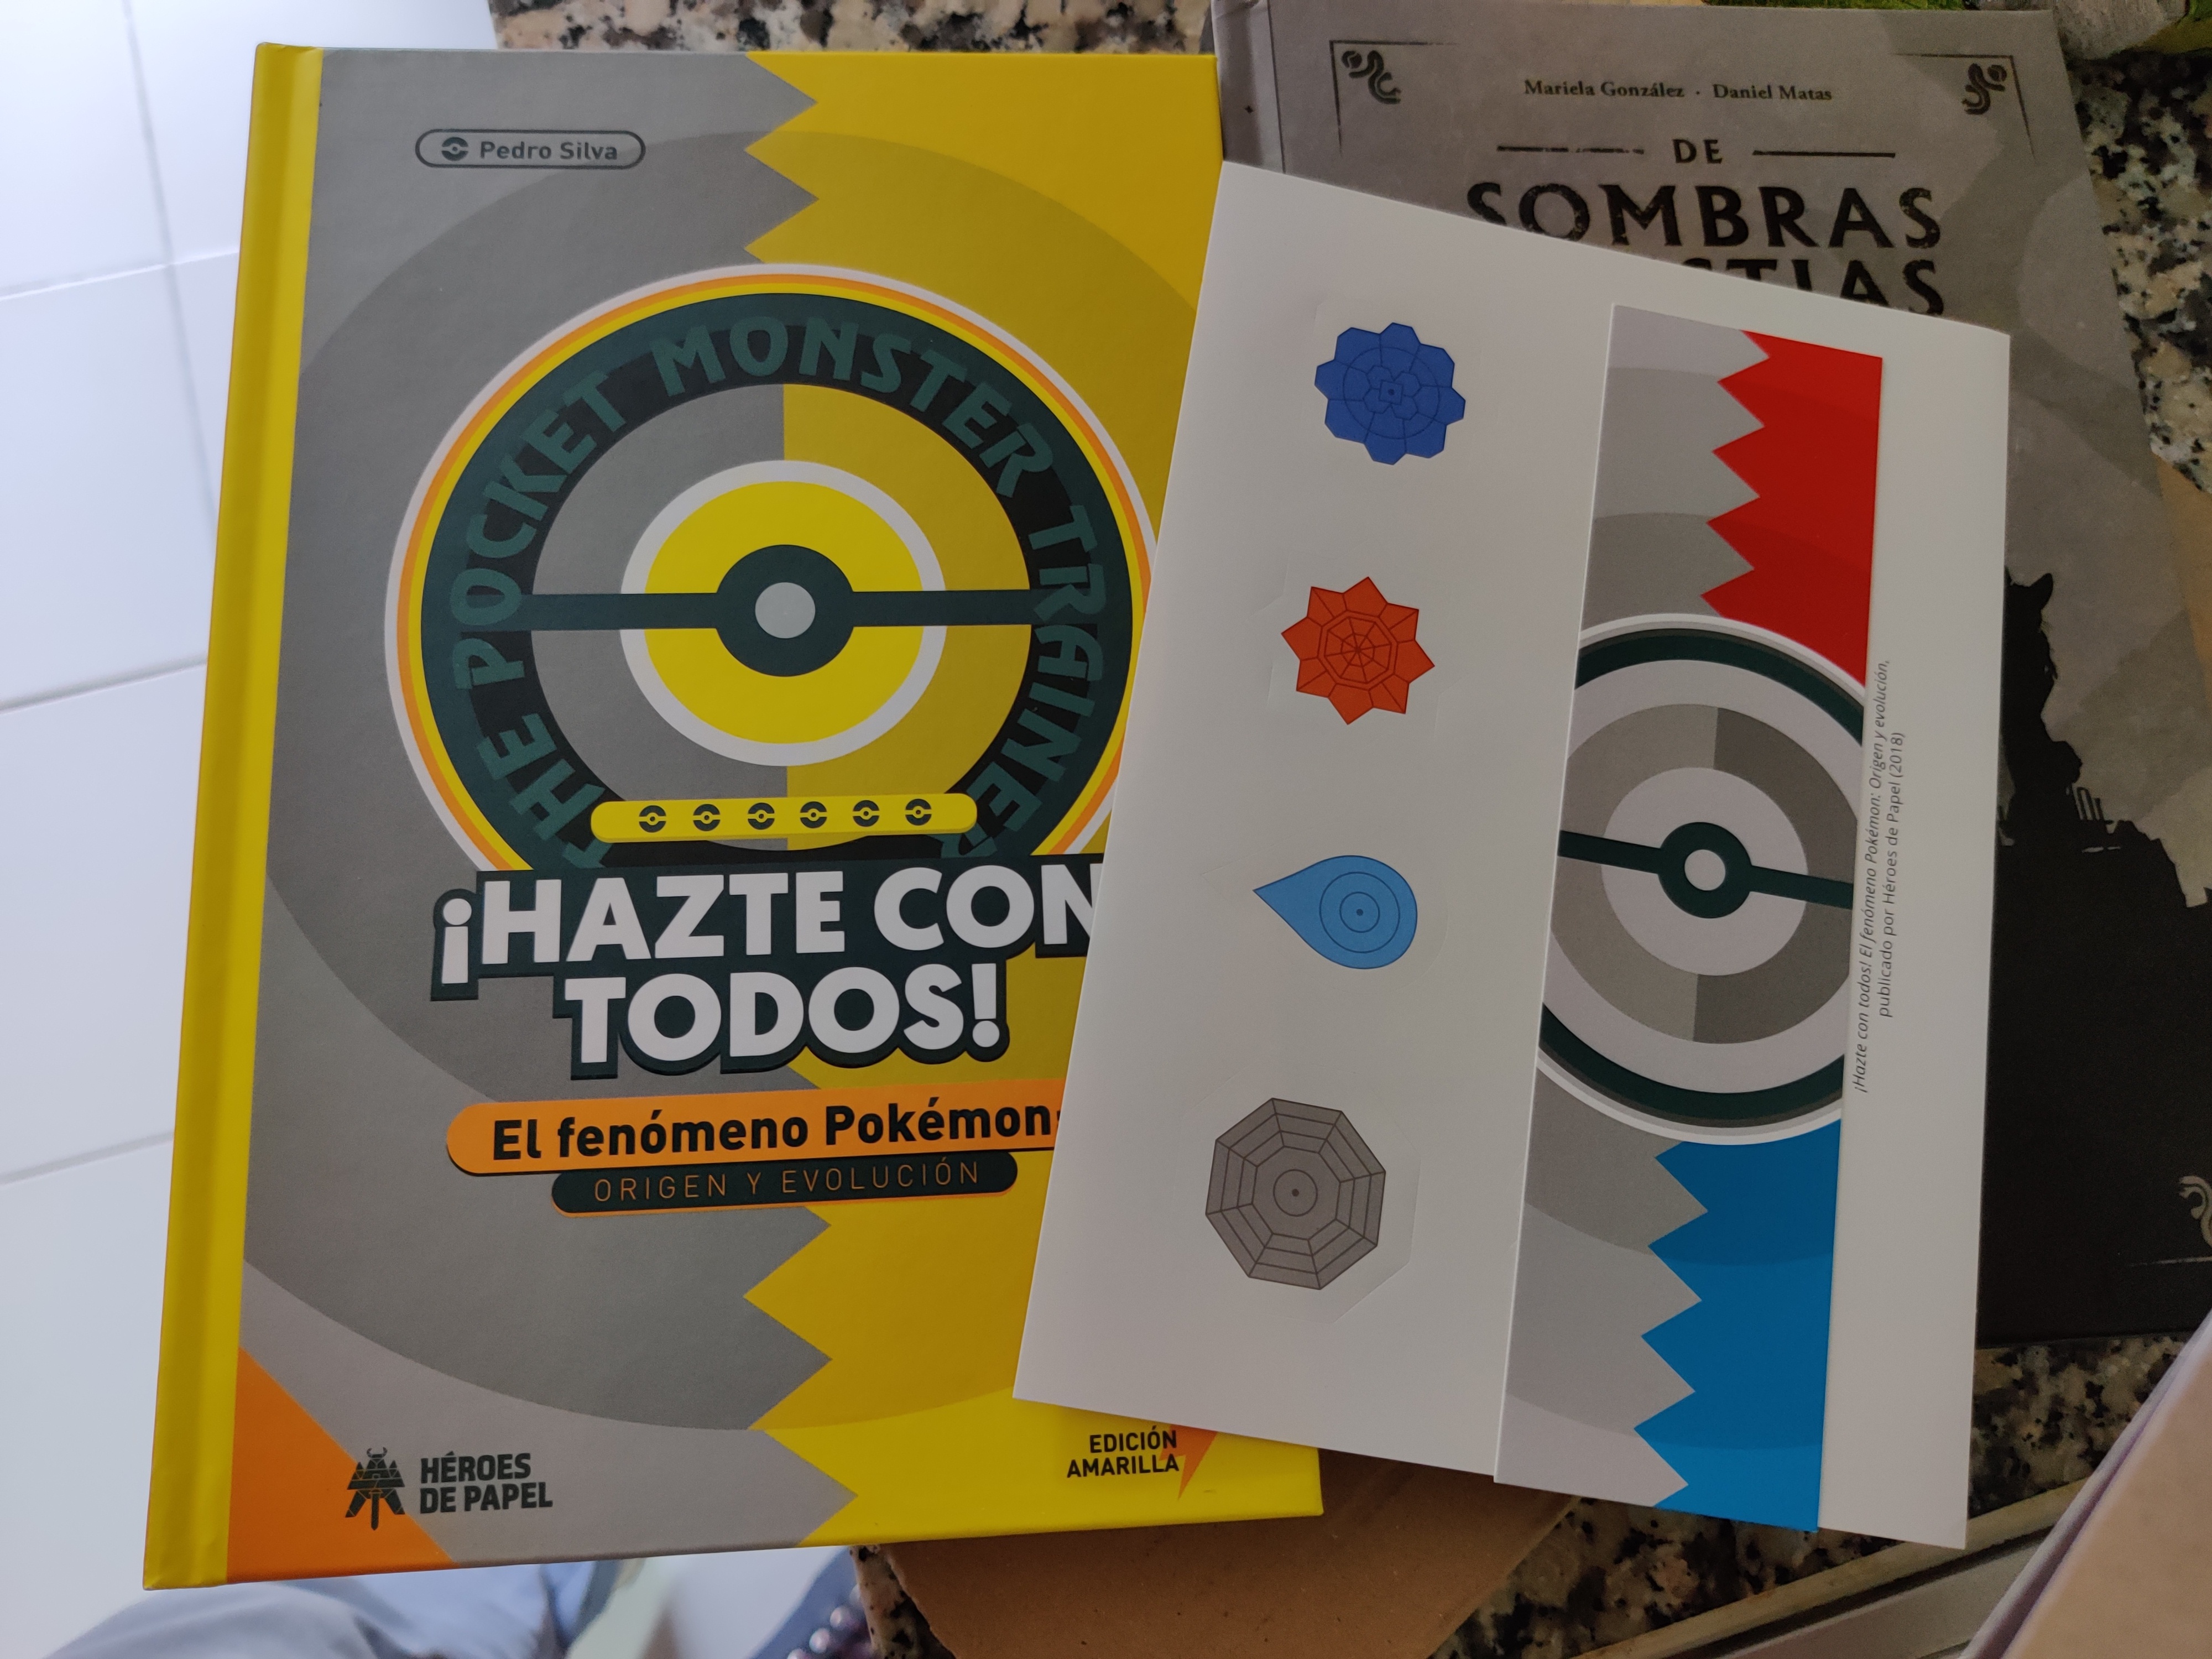 Pedro Silva
THE POCKET MONSTER TRAINER
¡HAZTE CON
TODOS!
El fenómeno Pokémon:
ORIGEN Y EVOLUCIÓN
HÉROES
DE PAPEL
EDICIÓN
AMARILLA
Mariela González · Daniel Matas
DE
SOMBRAS
¡Hazte con todos! El fenómeno Pokémon: Origen y evolución,
publicado por Héroes de Papel (2018)